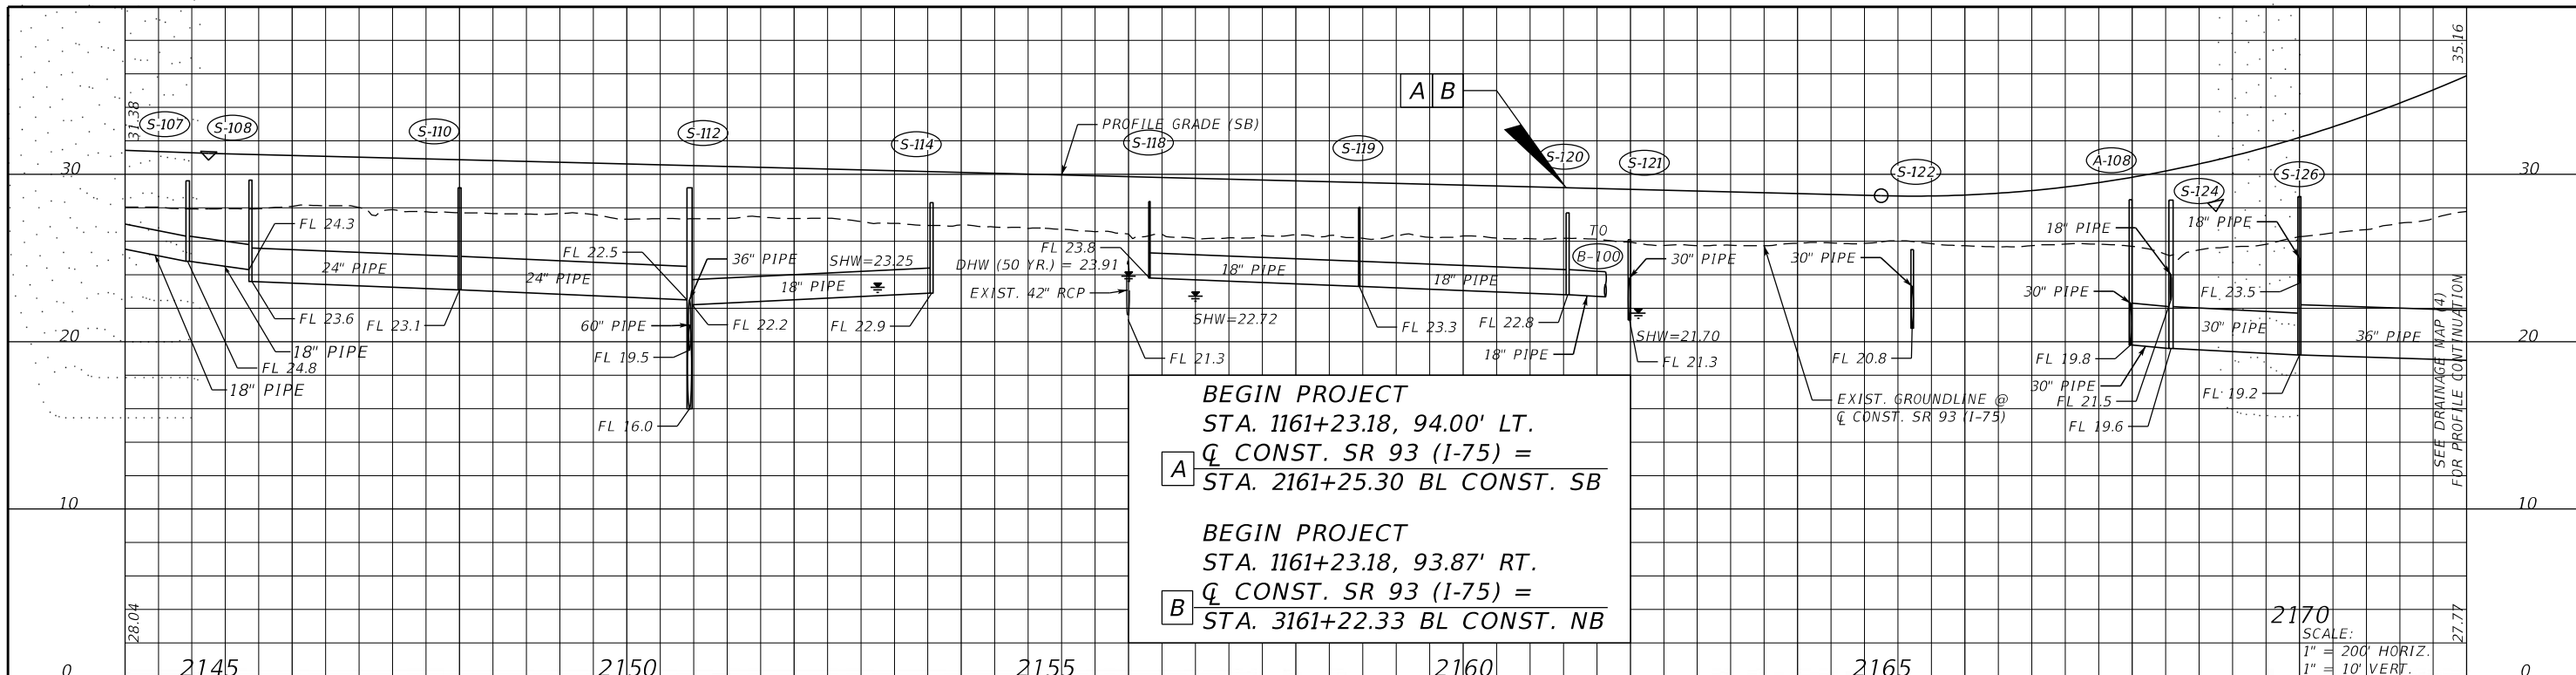 35.16
31.38
S-107
S-108
S-110
S-112
S-114
PROFILE GRADE (SB)
S-118
S-119
A B
S-120
S-121
S-122
A-108
S-124
S-126
30
30
FL 24.3
24" PIPE
FL 22.5
24" PIPE
36" PIPE
SHW=23.25
18" PIPE
FL 23.8
DHW (50 YR.) = 23.91
EXIST. 42" RCP
18" PIPE
18" PIPE
TO
B-100
30" PIPE
30" PIPE
18" PIPE
18" PIPE
30" PIPE
FL 23.5
FL 23.6
FL 23.1
60" PIPE
FL 22.2
FL 22.9
SHW=22.72
FL 23.3
FL 22.8
SHW=21.70
30" PIPE
36" PIPE
20
20
18" PIPE
FL 24.8
18" PIPE
FL 19.5
FL 21.3
18" PIPE
FL 21.3
FL 20.8
FL 19.8
30" PIPE
FL 21.5
FL 19.6
FL 19.2
FL 16.0
EXIST. GROUNDLINE @
℄ CONST. SR 93 (I-75)
SEE DRAINAGE MAP (4)
FOR PROFILE CONTINUATION
BEGIN PROJECT
STA. 1161+23.18, 94.00' LT.
℄ CONST. SR 93 (I-75) =
A
STA. 2161+25.30 BL CONST. SB
BEGIN PROJECT
STA. 1161+23.18, 93.87' RT.
℄ CONST. SR 93 (I-75) =
B
STA. 3161+22.33 BL CONST. NB
10
10
28.04
27.77
2170
SCALE:
1" = 200' HORIZ.
1" = 10' VERT.
0
2145
2150
2155
2160
2165
0